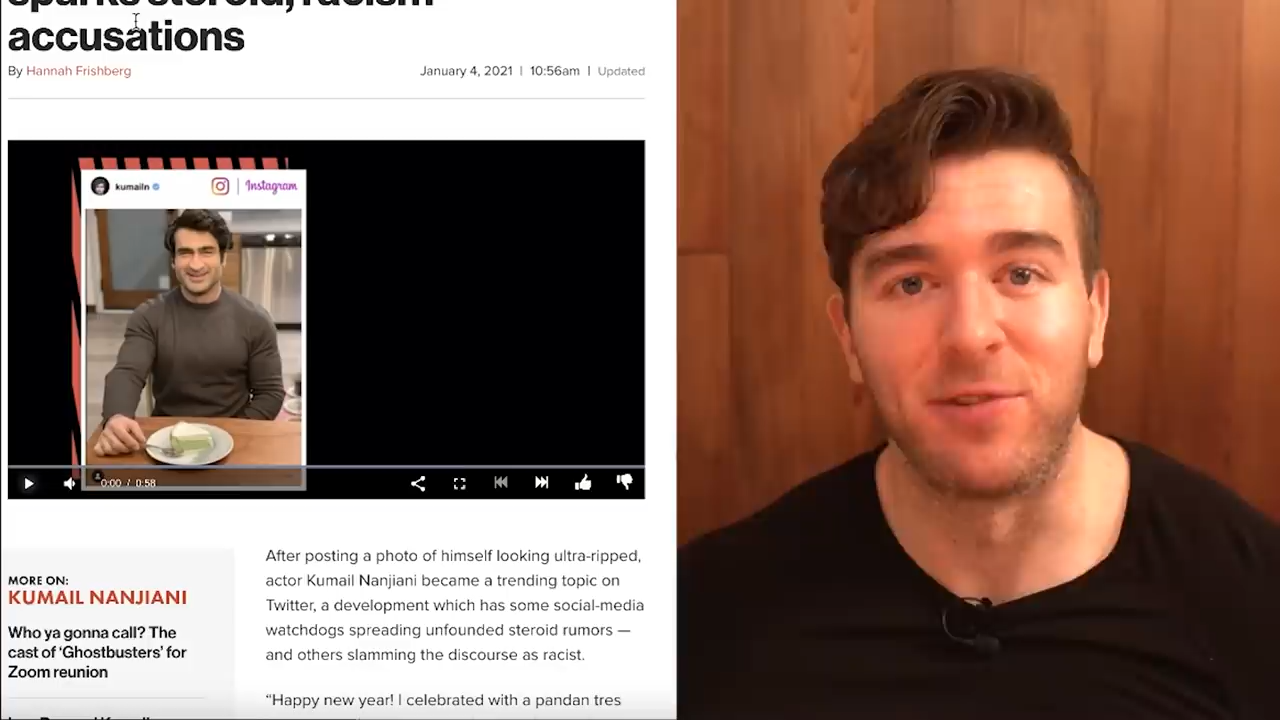 sparks steroid, racism
accusations
By Hannah Frishberg
January 4, 2021 | 10:56am | Updated
kumailn
Instagram
0:00 / 0:58
MORE ON:
KUMAIL NANJIANI
Who ya gonna call? The
cast of ‘Ghostbusters’ for
Zoom reunion
After posting a photo of himself looking ultra-ripped,
actor Kumail Nanjiani became a trending topic on
Twitter, a development which has some social-media
watchdogs spreading unfounded steroid rumors —
and others slamming the discourse as racist.
“Happy new year! I celebrated with a pandan tres